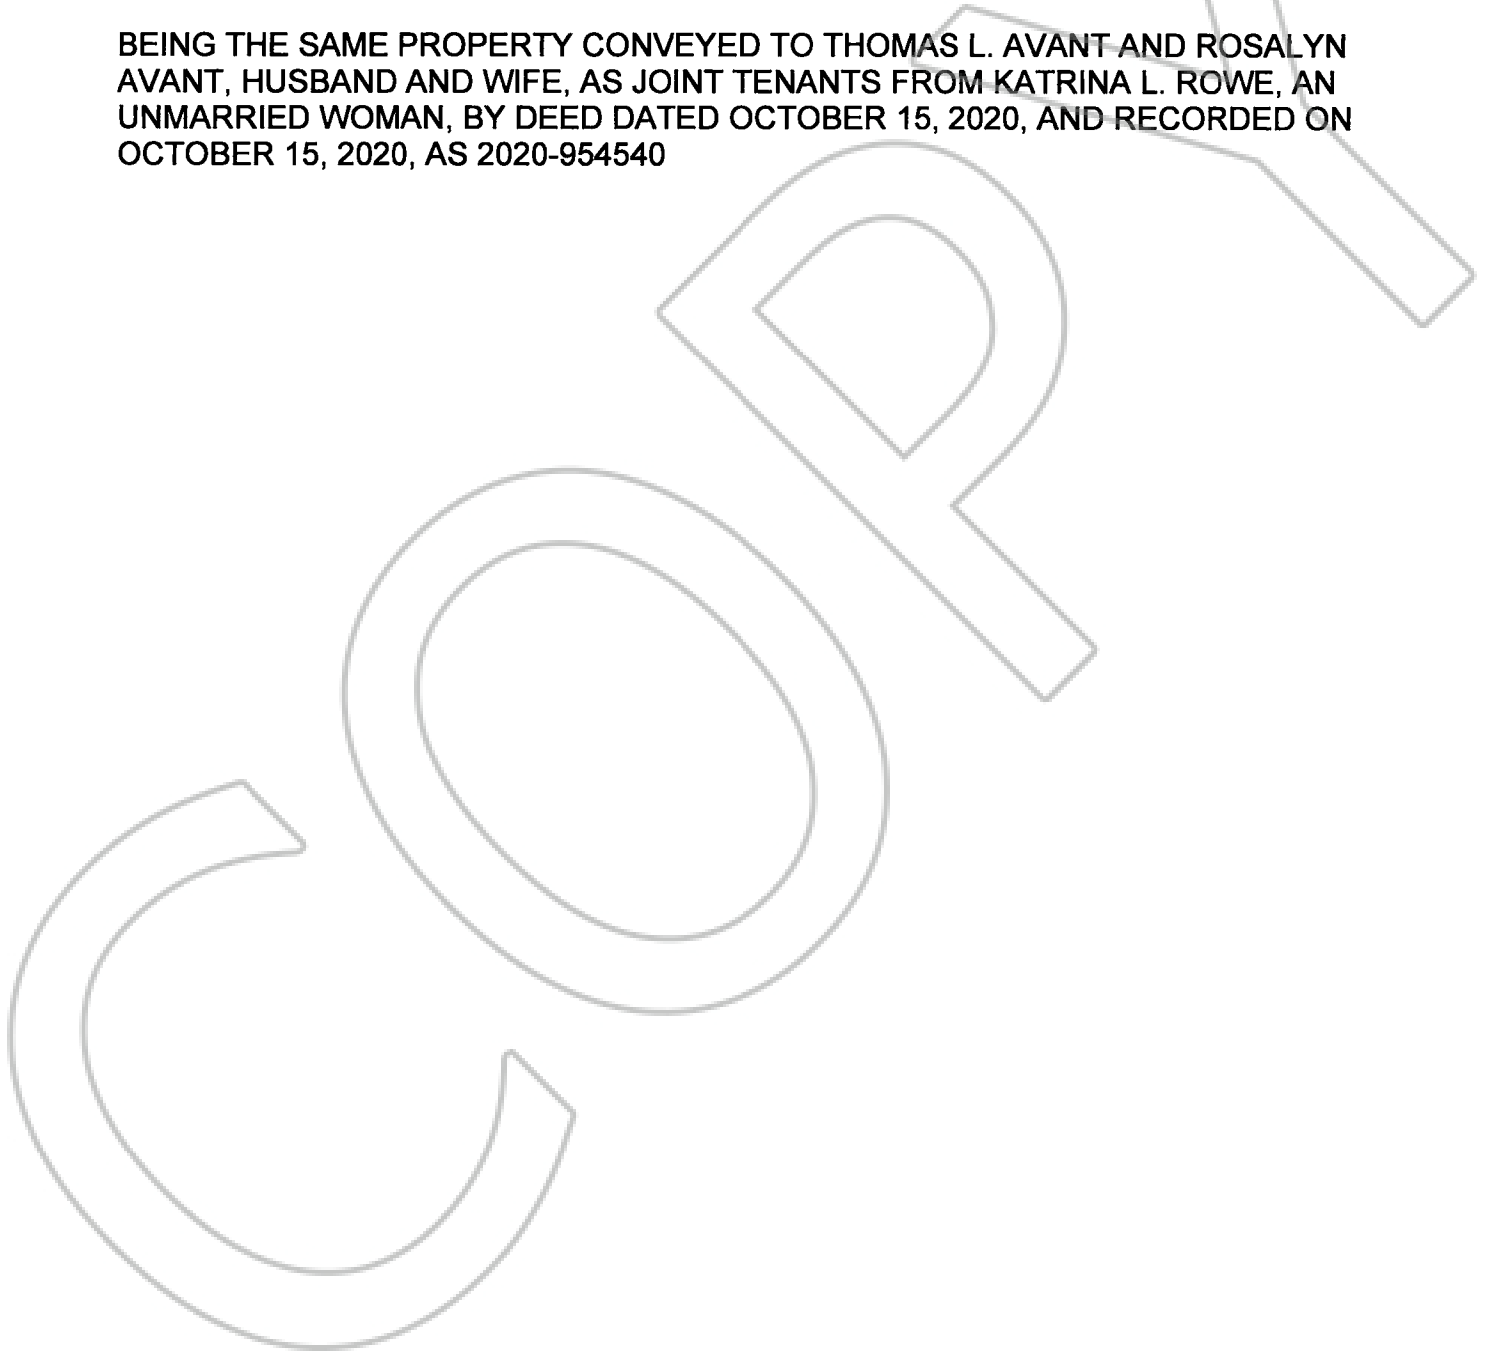 BEING THE SAME PROPERTY CONVEYED TO THOMAS L. AVANT AND ROSALYN
AVANT, HUSBAND AND WIFE, AS JOINT TENANTS FROM KATRINA L. ROWE, AN
UNMARRIED WOMAN, BY DEED DATED OCTOBER 15, 2020, AND RECORDED ON
OCTOBER 15, 2020, AS 2020-954540
COPY